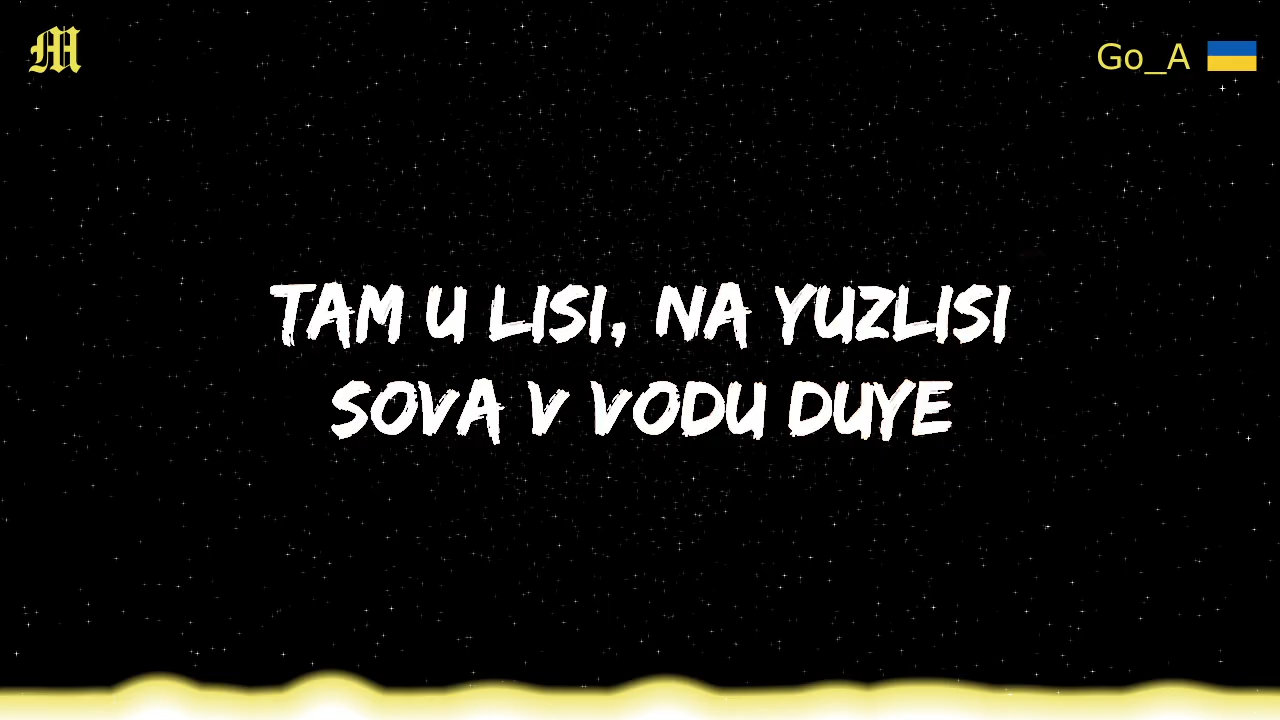 M
Go_A
TAM U LISI, NA YUZLISI
SOVA V VODU DUYE